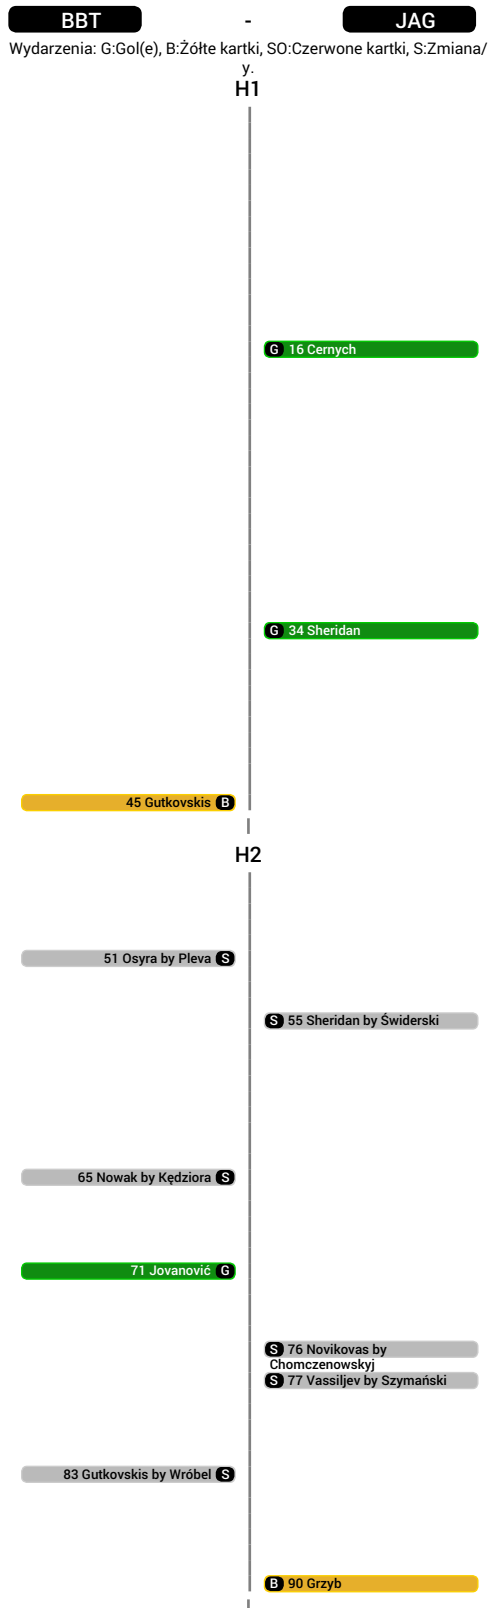 BBT - JAG
Wydarzenia: G:Gol(e), B:Żółte kartki, SO:Czerwone kartki, S:Zmiana/
y.
H1
G 16 Cernych
G 34 Sheridan
45 Gutkovskis B
H2
51 Osyra by Pleva S
S 55 Sheridan by Świderski
65 Nowak by Kędziora S
71 Jovanović G
S 76 Novikovas by
Chomczenowskyj
S 77 Vassiljev by Szymański
83 Gutkovskis by Wróbel S
B 90 Grzyb